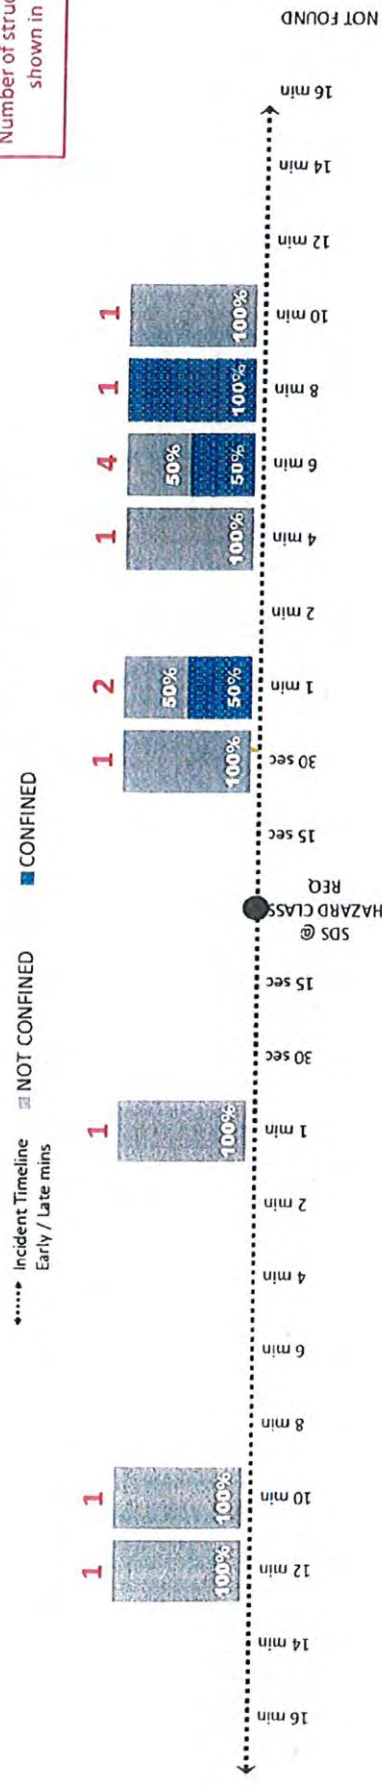 Number of struc
shown in
Incident Timeline
Early / Late mins
NOT CONFINED
CONFINED
1
1
1
1
2
1
4
1
1
100%
100%
100%
100%
50%
50%
100%
50%
50%
100%
100%
16 min
14 min
12 min
10 min
8 min
6 min
4 min
2 min
1 min
30 sec
15 sec
SDS @
HAZARD CLASS
REQ
15 sec
30 sec
1 min
2 min
4 min
6 min
8 min
10 min
12 min
14 min
16 min
NOT FOUND